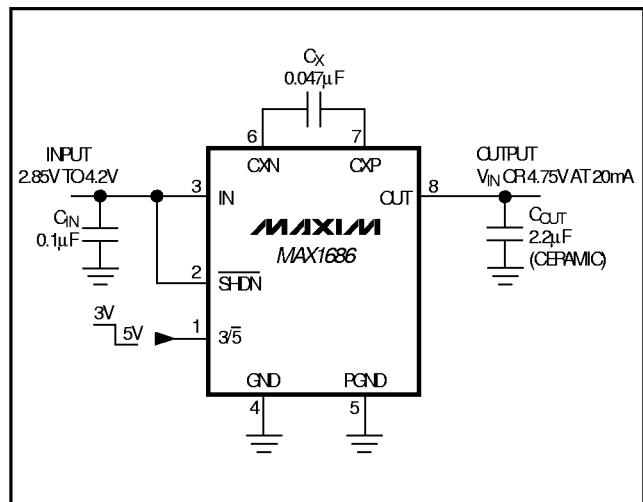 CX
0.047µF
6
7
INPUT
2.85V TO 4.2V
CXN
CXP
OUTPUT
VIN OR 4.75V AT 20mA
3
IN
OUT
8
CIN
0.1µF
MAXIM
MAX1686
COUT
2.2µF
(CERAMIC)
2
SHDN
3V
5V
1
3/5
GND
PGND
4
5